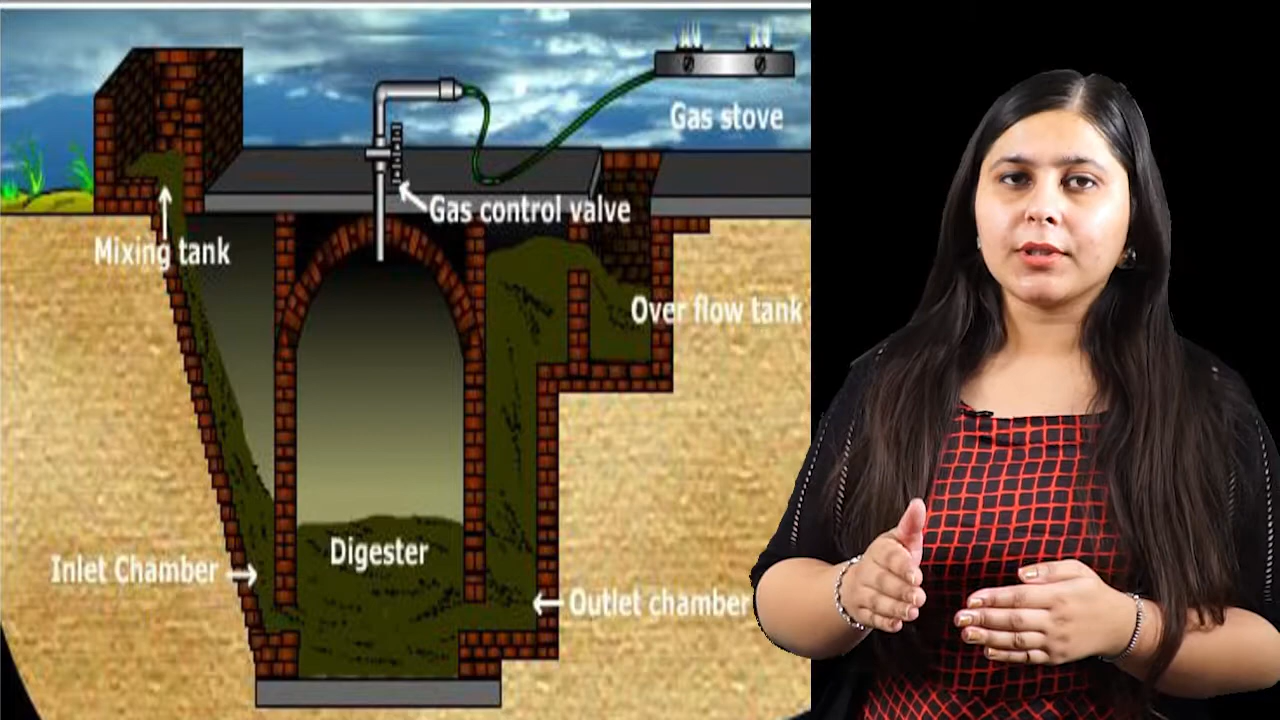 Gas stove
Gas control valve
Mixing tank
Over flow tank
Digester
Inlet Chamber
Outlet chamber